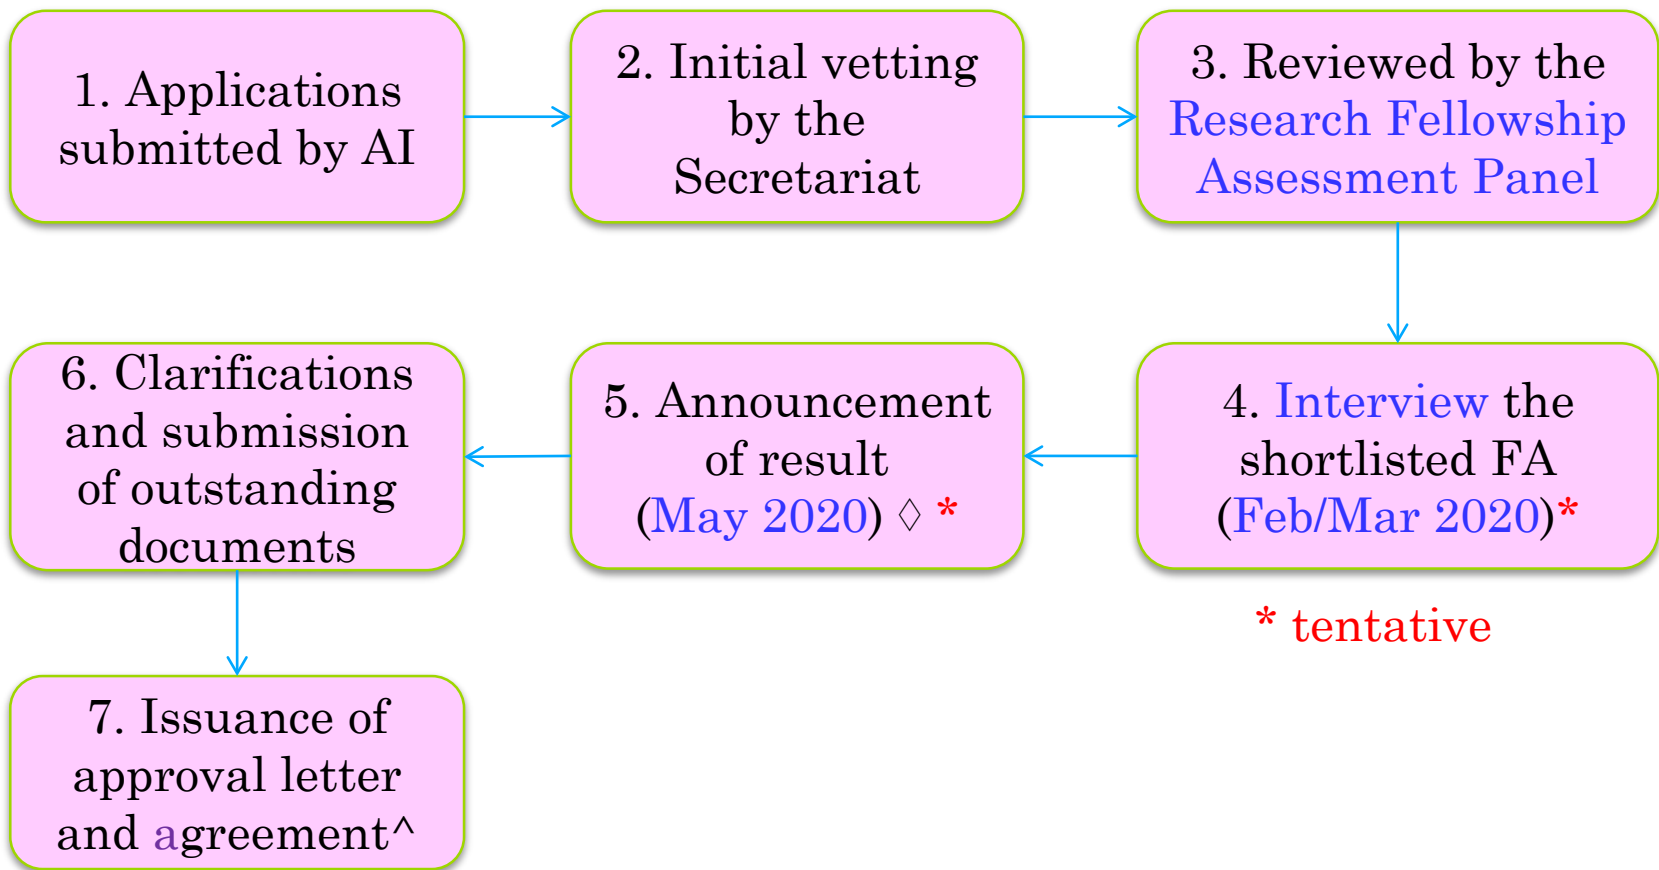 1. Applications
submitted by AI
2. Initial vetting
by the
Secretariat
3. Reviewed by the
Research Fellowship
Assessment Panel
4. Interview the
shortlisted FA
(Feb/Mar 2020)*
* tentative
5. Announcement
of result
(May 2020) ♢ *
6. Clarifications
and submission
of outstanding
documents
7. Issuance of
approval letter
and agreement^